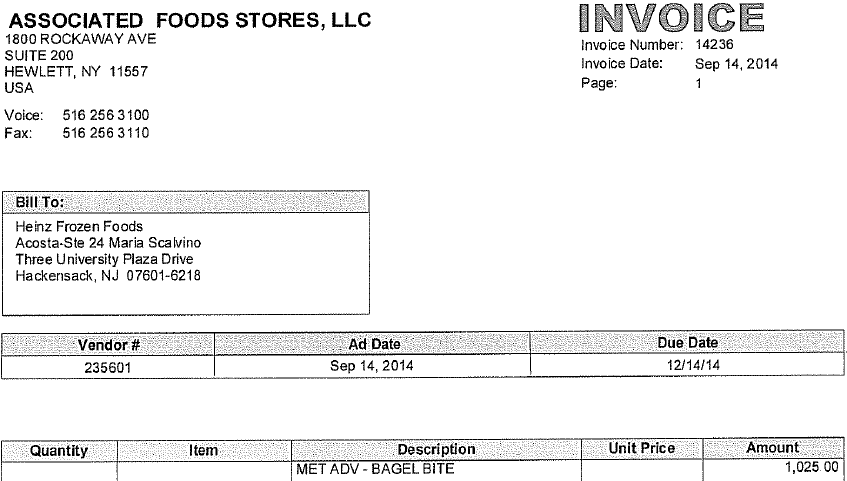 ASSOCIATED FOODS STORES, LLC
1800 ROCKAWAY AVE
SUITE 200
HEWLETT, NY 11557
USA
Voice: 516 256 3100
Fax: 516 256 3110
INVOICE
Invoice Number: 14236
Invoice Date: Sep 14, 2014
Page: 1
Bill To:
Heinz Frozen Foods
Acosta-Ste 24 Maria Scalvino
Three University Plaza Drive
Hackensack, NJ 07601-6218
Vendor # Ad Date Due Date
235601 Sep 14, 2014 12/14/14
Quantity Item Description Unit Price Amount
MET ADV - BAGEL BITE 1,025.00